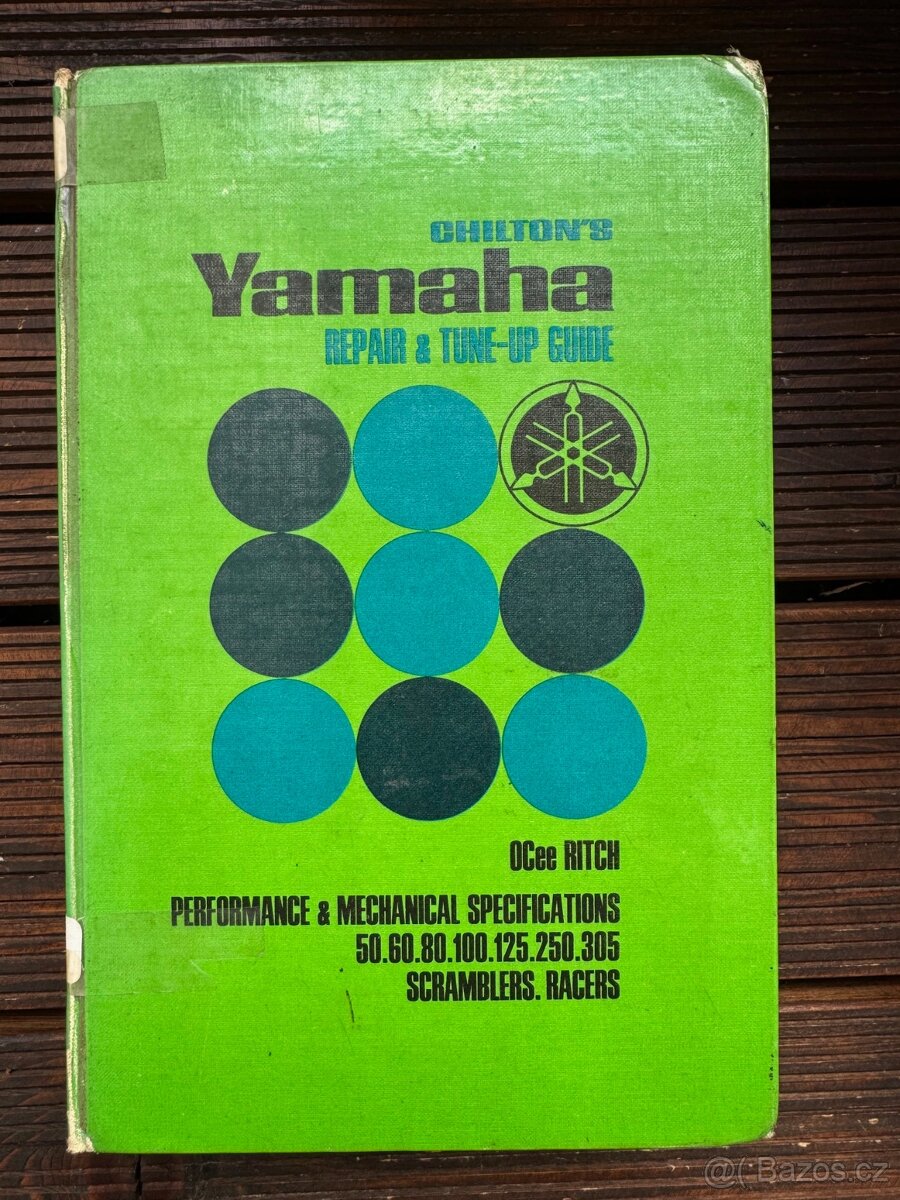 CHILTON'S
Yamaha
REPAIR & TUNE-UP GUIDE
OCee RITCH
PERFORMANCE & MECHANICAL SPECIFICATIONS
50.60.80.100.125.250.305
SCRAMBLERS. RACERS
@( Bazos.cz